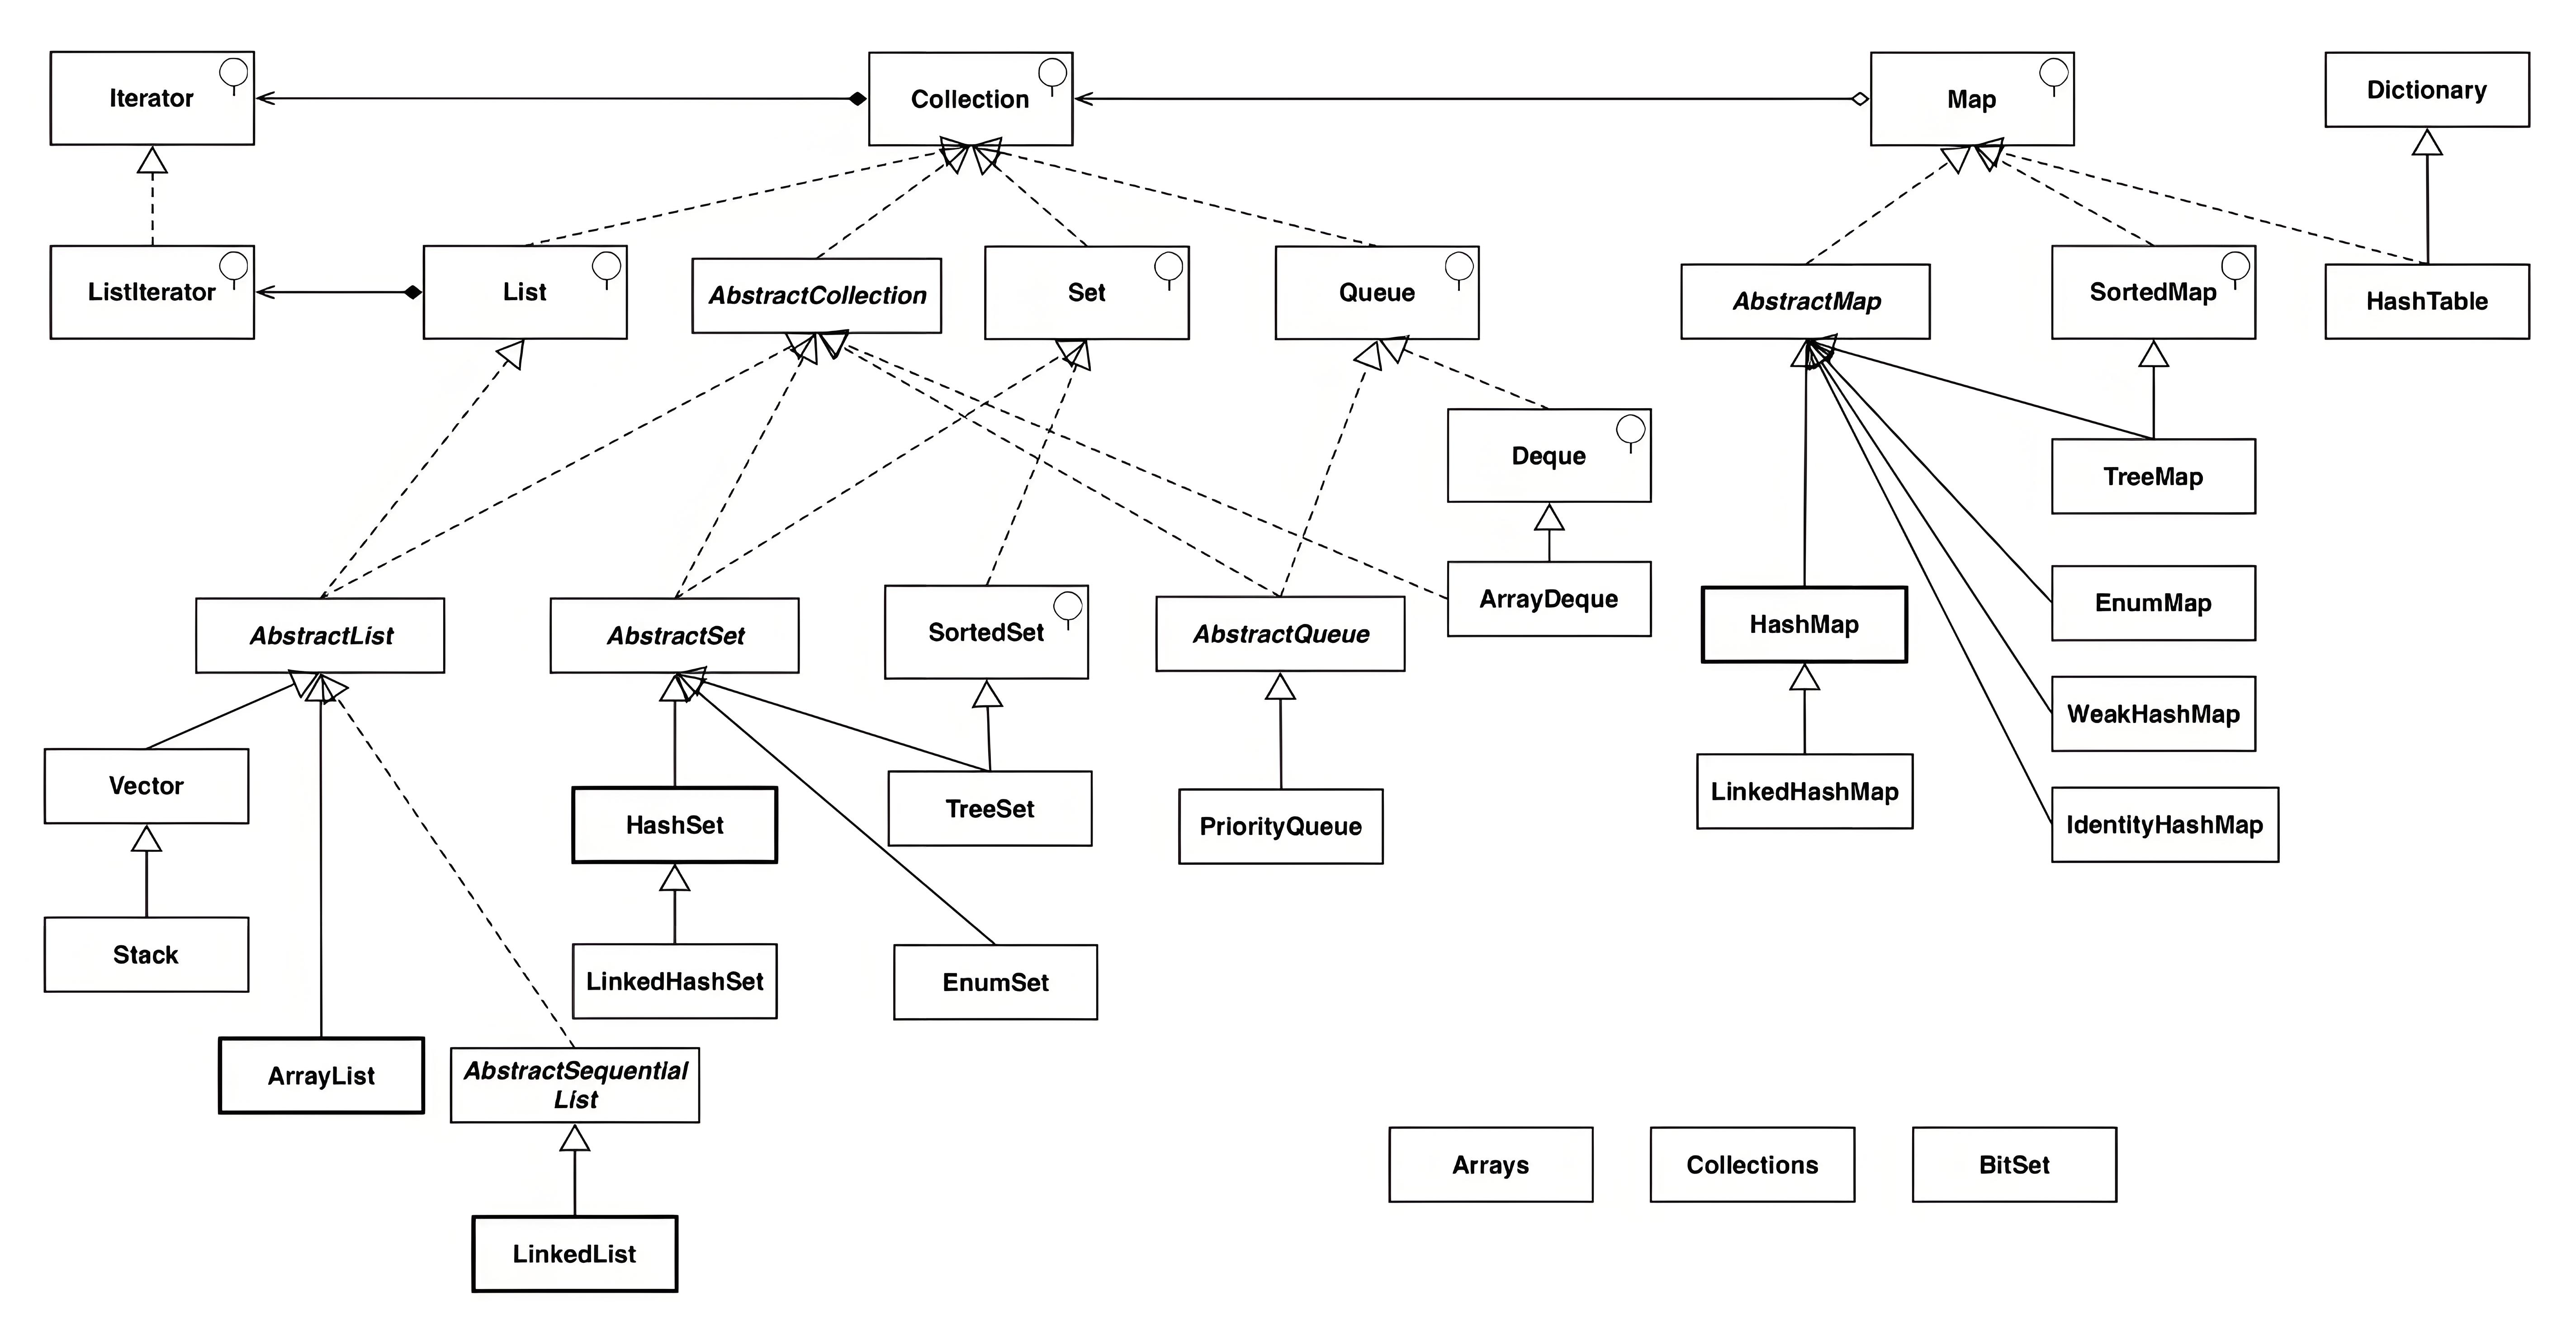 Iterator
Collection
Map
Dictionary
ListIterator
List
AbstractCollection
Set
Queue
AbstractMap
SortedMap
HashTable
Deque
TreeMap
AbstractList
AbstractSet
SortedSet
AbstractQueue
ArrayDeque
HashMap
EnumMap
WeakHashMap
Vector
HashSet
TreeSet
PriorityQueue
LinkedHashMap
IdentityHashMap
Stack
LinkedHashSet
EnumSet
ArrayList
AbstractSequential
List
Arrays
Collections
BitSet
LinkedList